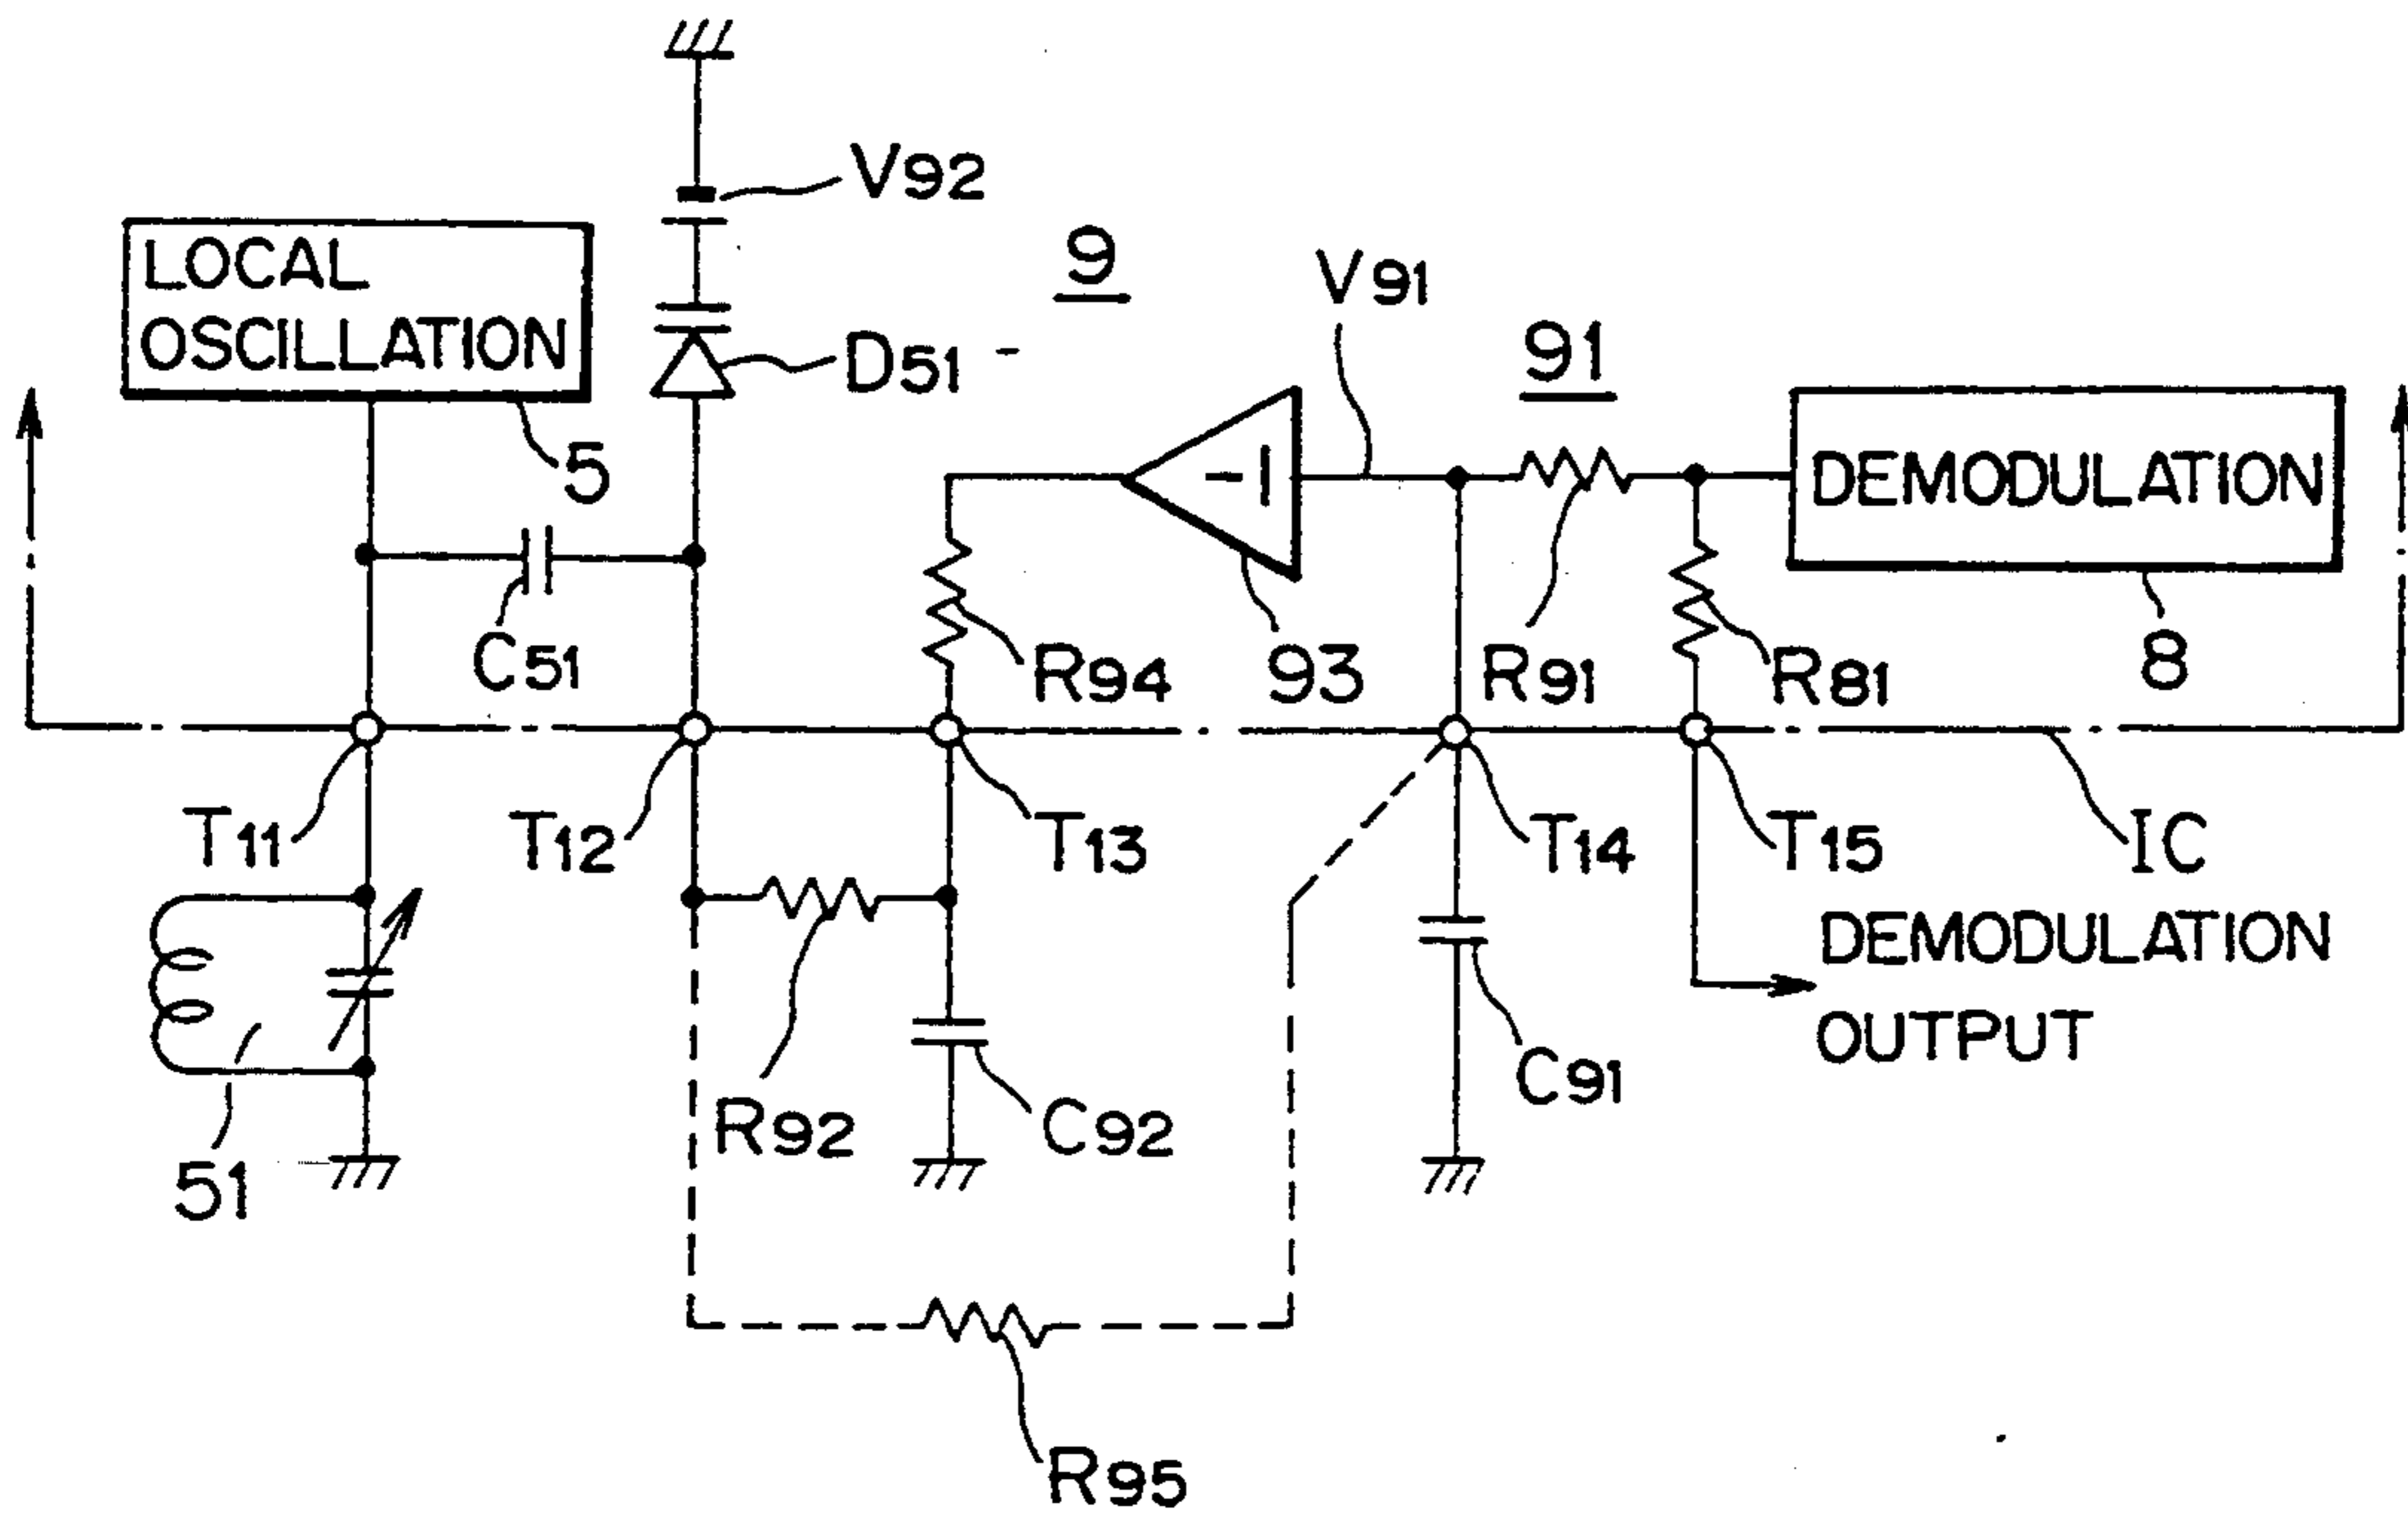 V92
LOCAL
OSCILLATION
9
V91
D51
91
5
-1
DEMODULATION
C51
R94
93
R91
R81
8
T11
T12
T13
T14
T15
IC
DEMODULATION
OUTPUT
51
R92
C92
C91
R95